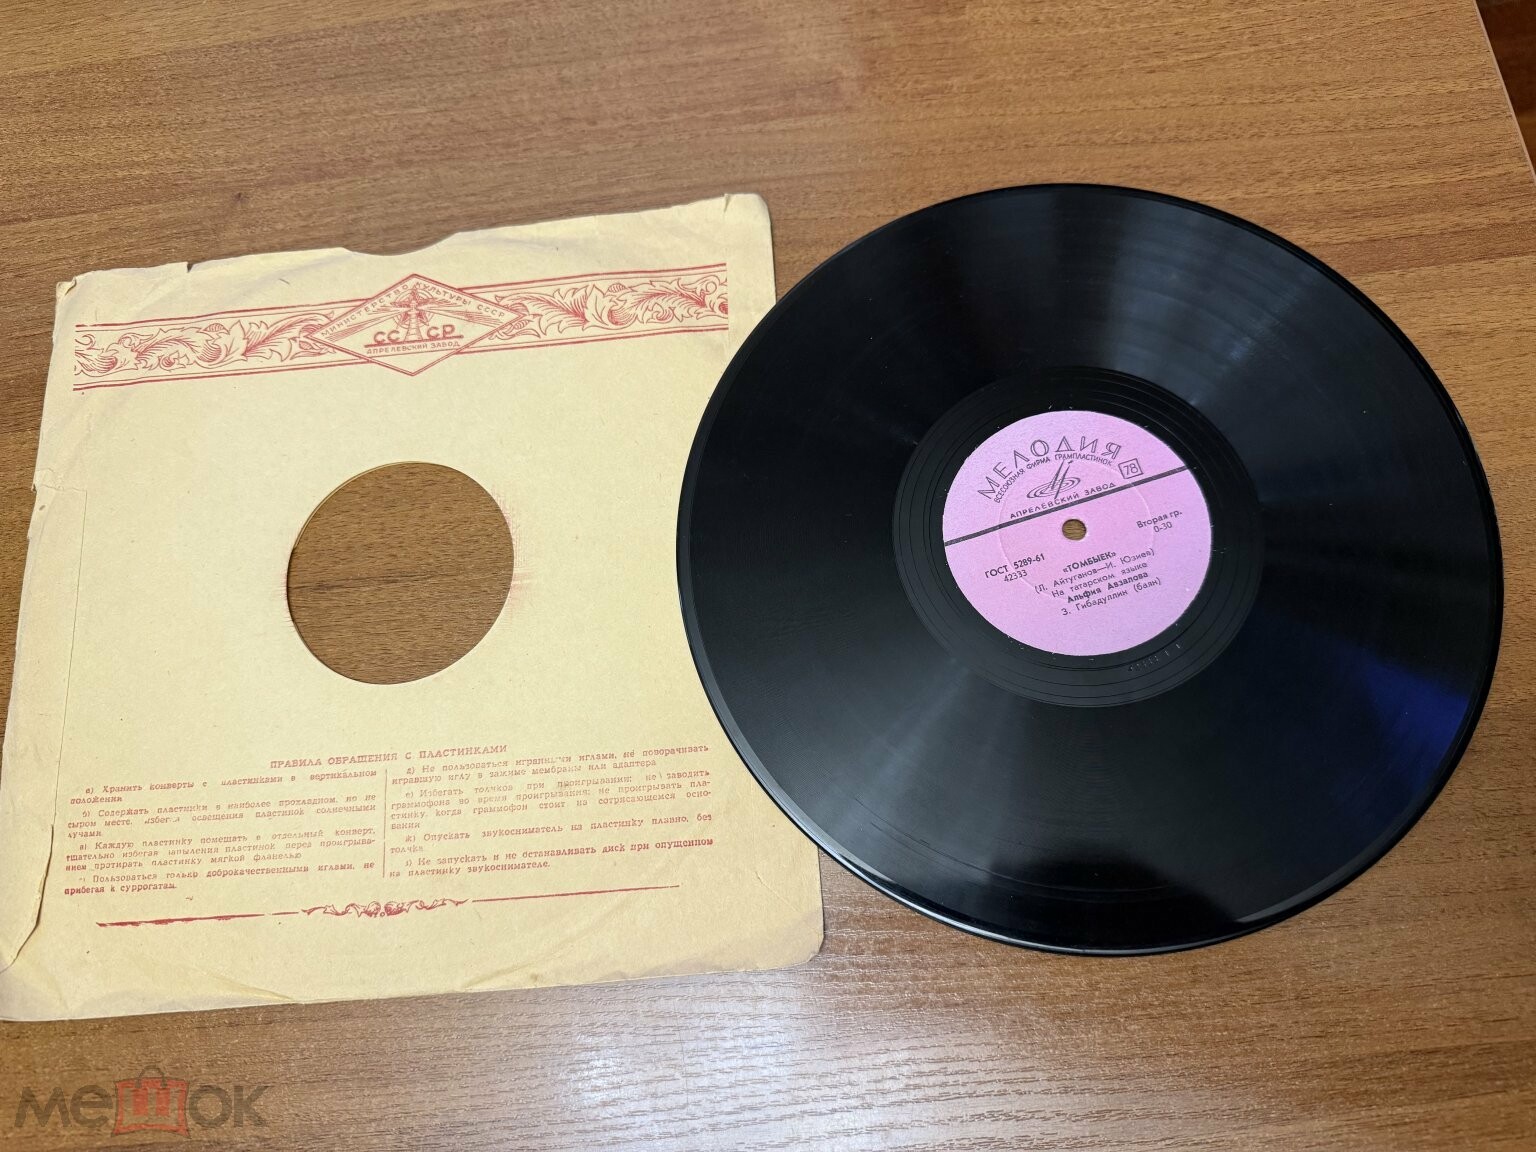 МИНИСТЕРСТВО КУЛЬТУРЫ СССР
СССР
АПРЕЛЕВСКИЙ ЗАВОД
ПРАВИЛА ОБРАЩЕНИЯ С ПЛАСТИНКАМИ
а) Хранить конверты с пластинками в вертикальном
положении
б) Содержать пластинки в наиболее прохладном, но не
сыром месте, избегая освещения пластинок солнечными
лучами
в) Каждую пластинку помещать в отдельный конверт,
тщательно избегая запыления пластинок перед проигрыва-
нием протирать пластинку мягкой фланелью
г) Пользоваться только доброкачественными иглами, не
прибегая к суррогатам.
д) Не пользоваться игранными иглами, не поворачивать
игравшую иглу в зажиме мембраны или адаптера
е) Избегать толчков при проигрывании; не заводить
граммофона во время проигрывания; не проигрывать пла-
стинку, когда граммофон стоит на сотрясающемся осно-
вании
ж) Опускать звукосниматель на пластинку плавно, без
толчка
з) Не запускать и не останавливать диск при опущенном
на пластинку звукоснимателе.
МЕЛОДИЯ
ВСЕСОЮЗНАЯ ФИРМА ГРАМПЛАСТИНОК
78
АПРЕЛЕВСКИЙ ЗАВОД
Вторая гр.
0-30
ГОСТ 5289-61
42333
«ТОМБЫЕК»
(Л. Айтуганов—И. Юзиев)
На татарском языке
Альфия Авзалова
З. Гибадуллин (баян)
мешок